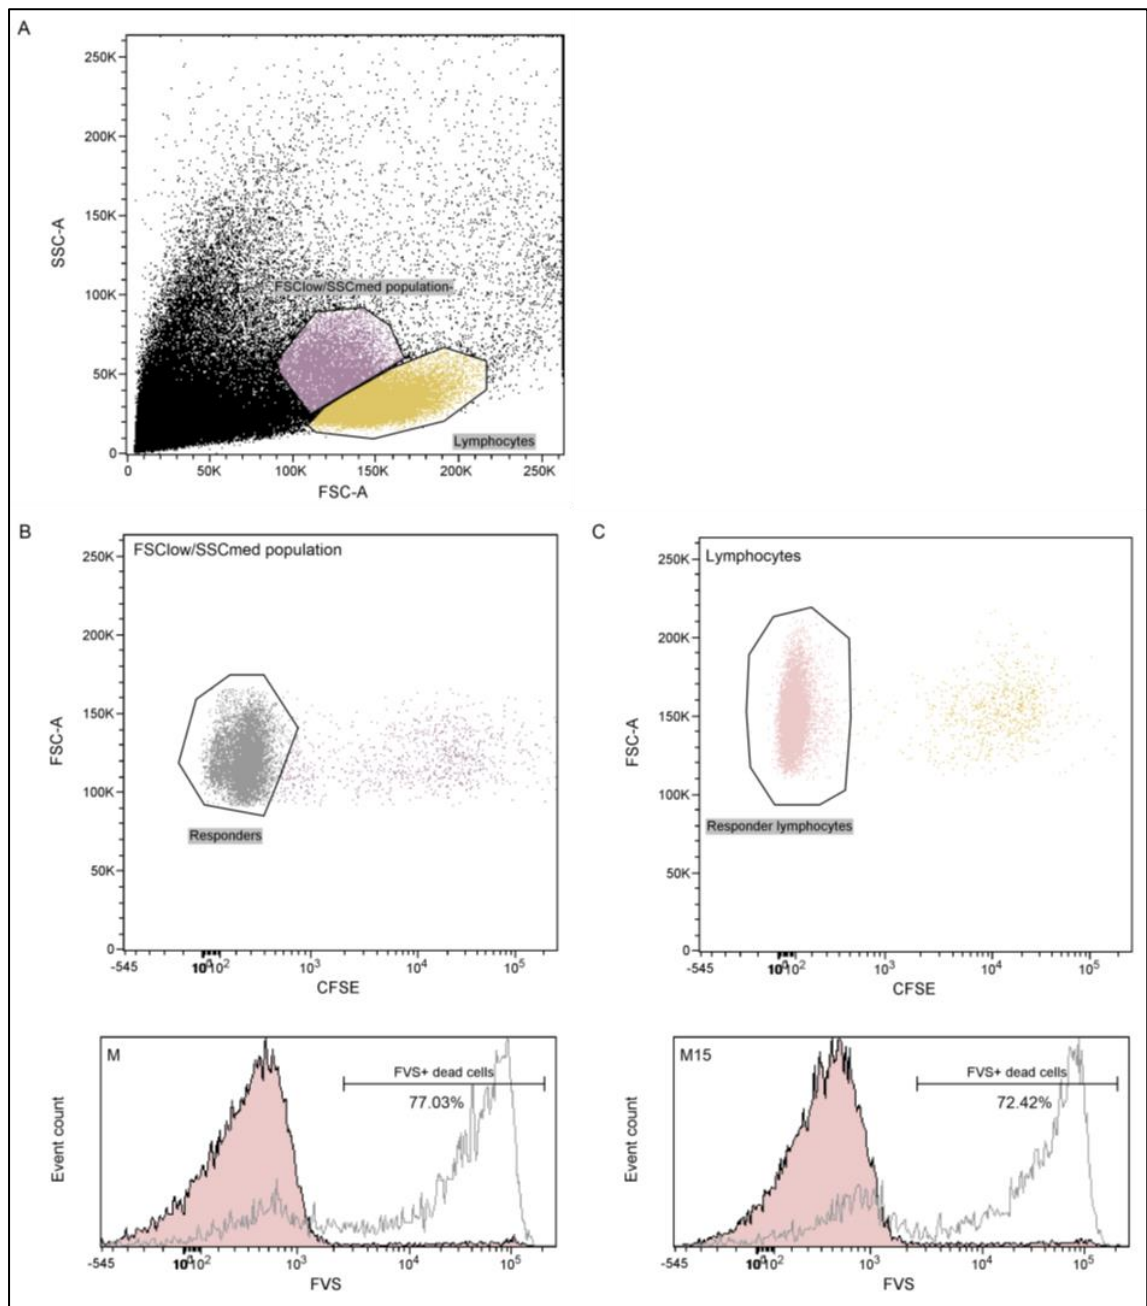 A
250K
200K
150K
100K
50K
0
SSC-A
FSClow/SSCmed population-
Lymphocytes
0 50K 100K 150K 200K 250K
FSC-A
B
FSClow/SSCmed population
250K
200K
150K
100K
50K
0
FSC-A
Responders
-545 10² 10³ 10⁴ 10⁵
CFSE
C
Lymphocytes
250K
200K
150K
100K
50K
0
FSC-A
Responder lymphocytes
-545 10² 10³ 10⁴ 10⁵
CFSE
M
FVS+ dead cells
77.03%
Event count
-545 10² 10³ 10⁴ 10⁵
FVS
M15
FVS+ dead cells
72.42%
Event count
-545 10² 10³ 10⁴ 10⁵
FVS